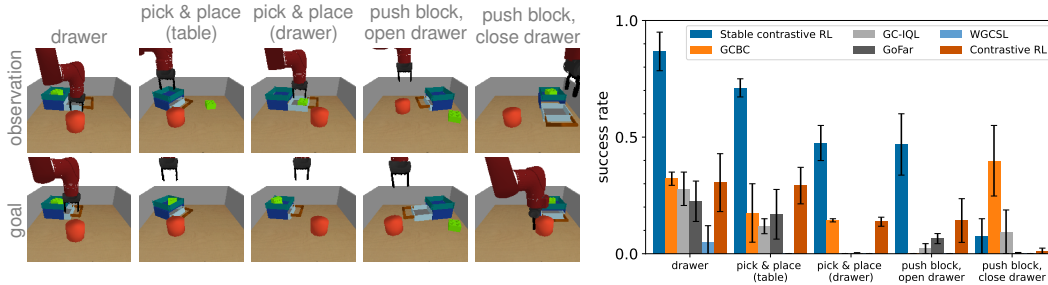 drawer
pick & place
(table)
pick & place
(drawer)
push block,
open drawer
push block,
close drawer
observation
goal
success rate
1.0
0.5
0.0
Stable contrastive RL
GCBC
GC-IQL
GoFar
WGCSL
Contrastive RL
drawer
pick & place
(table)
pick & place
(drawer)
push block,
open drawer
push block,
close drawer